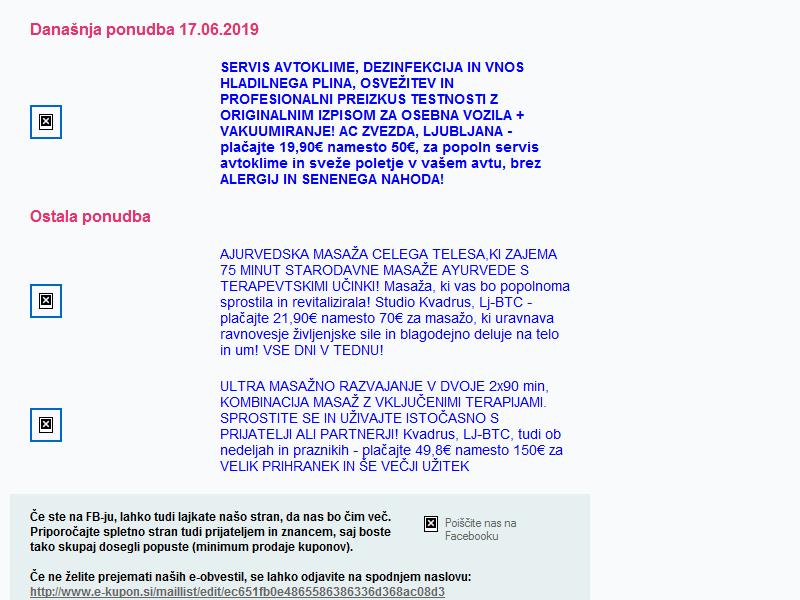 Današnja ponudba 17.06.2019
SERVIS AVTOKLIME, DEZINFEKCIJA IN VNOS
HLADILNEGA PLINA, OSVEŽITEV IN
PROFESIONALNI PREIZKUS TESTNOSTI Z
ORIGINALNIM IZPISOM ZA OSEBNA VOZILA +
VAKUUMIRANJE! AC ZVEZDA, LJUBLJANA -
plačajte 19,90€ namesto 50€, za popoln servis
avtoklime in sveže poletje v vašem avtu, brez
ALERGIJ IN SENENEGA NAHODA!
Ostala ponudba
AJURVEDSKA MASAŽA CELEGA TELESA,KI ZAJEMA
75 MINUT STARODAVNE MASAŽE AYURVEDE S
TERAPEVTSKIMI UČINKI! Masaža, ki vas bo popolnoma
sprostila in revitalizirala! Studio Kvadrus, Lj-BTC -
plačajte 21,90€ namesto 70€ za masažo, ki uravnava
ravnovesje življenjske sile in blagodejno deluje na telo
in um! VSE DNI V TEDNU!
ULTRA MASAŽNO RAZVAJANJE V DVOJE 2x90 min,
KOMBINACIJA MASAŽ Z VKLJUČENIMI TERAPIJAMI.
SPROSTITE SE IN UŽIVAJTE ISTOČASNO S
PRIJATELJI ALI PARTNERJI! Kvadrus, LJ-BTC, tudi ob
nedeljah in praznikih - plačajte 49,8€ namesto 150€ za
VELIK PRIHRANEK IN ŠE VEČJI UŽITEK
Če ste na FB-ju, lahko tudi lajkate našo stran, da nas bo čim več.
Priporočajte spletno stran tudi prijateljem in znancem, saj boste
tako skupaj dosegli popuste (minimum prodaje kuponov).
Poiščite nas na
Facebooku
Če ne želite prejemati naših e-obvestil, se lahko odjavite na spodnjem naslovu:
http://www.e-kupon.si/maillist/edit/ec651fb0e4865586386336d368ac08d3